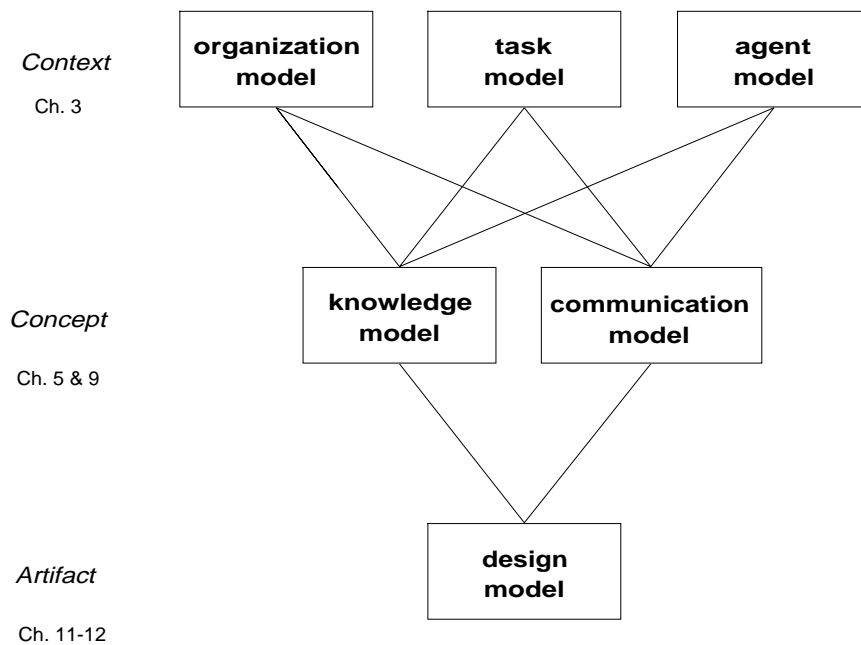 organization
model
task
model
agent
model
Context
Ch. 3
knowledge
model
communication
model
Concept
Ch. 5 & 9
design
model
Artifact
Ch. 11-12